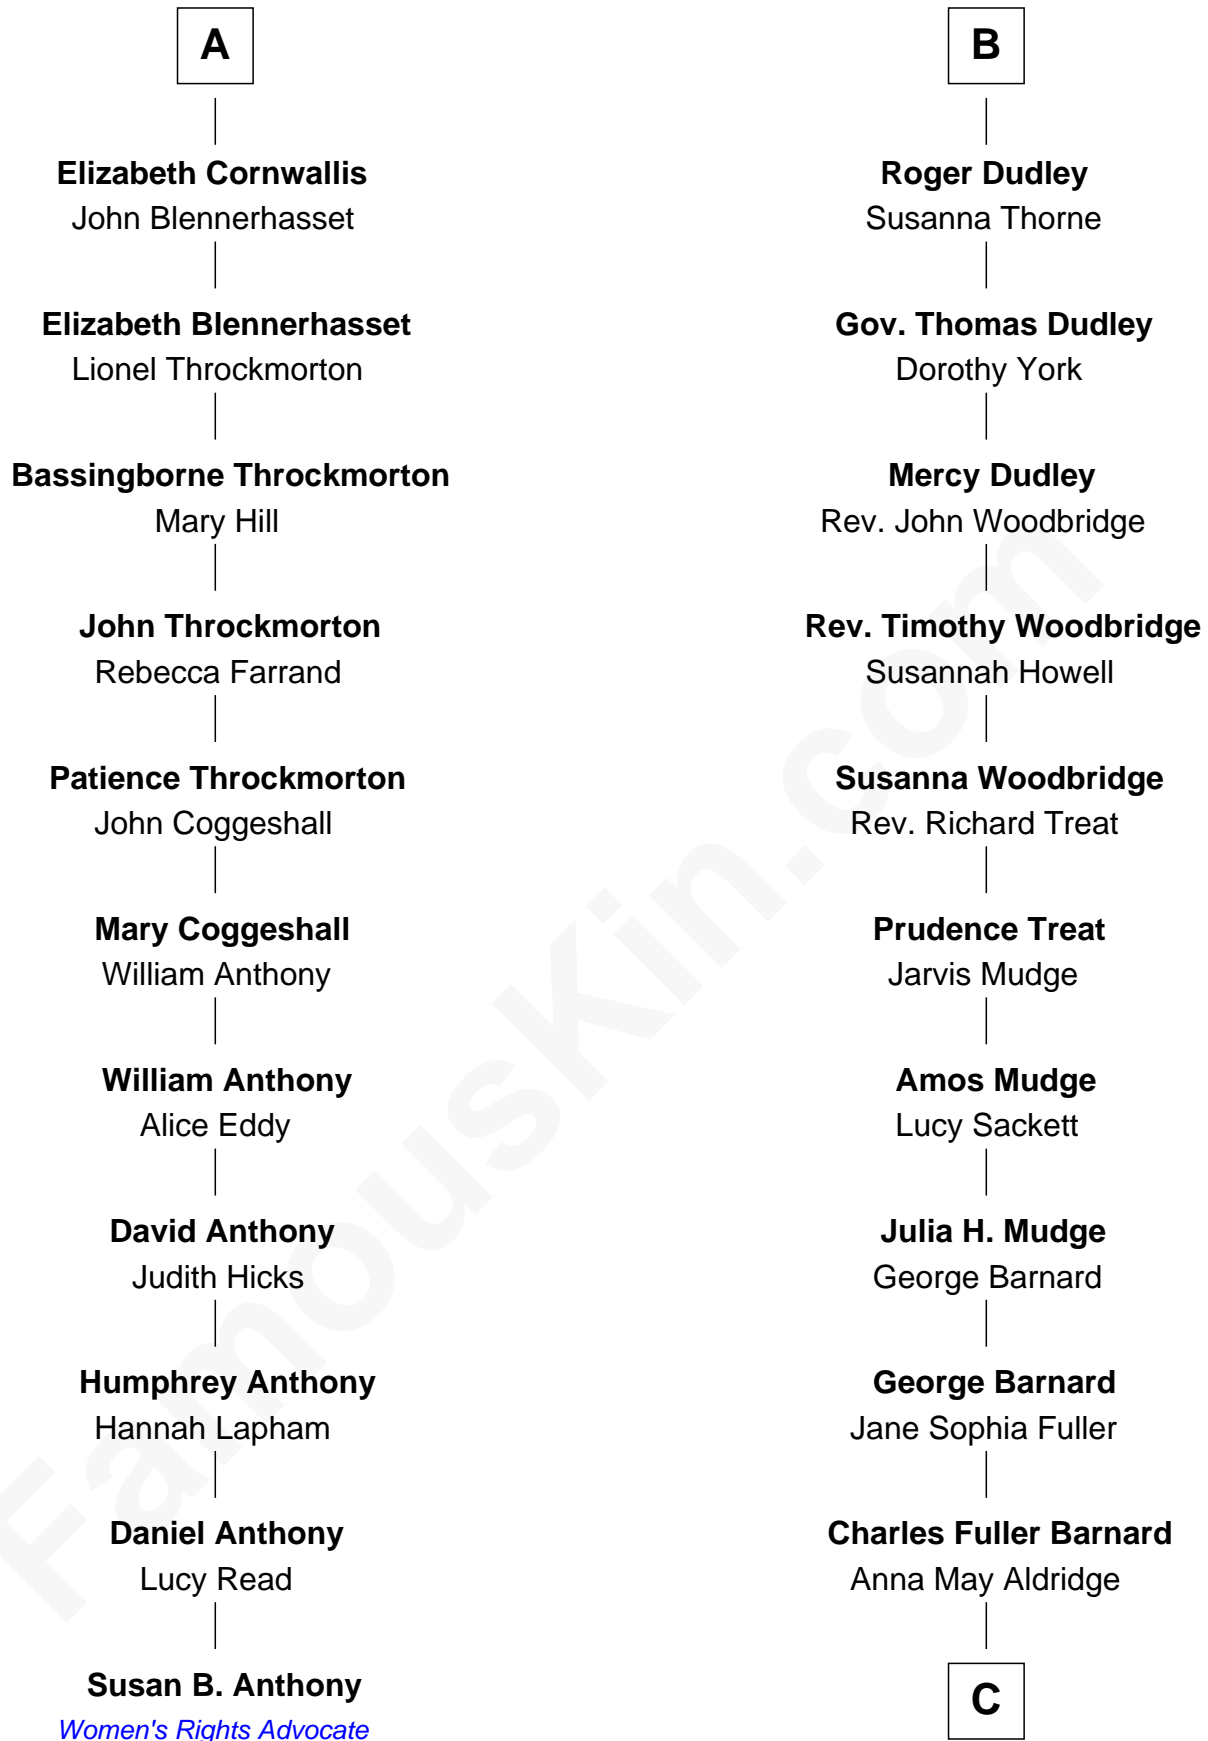 A
Elizabeth Cornwallis
John Blennerhasset
Elizabeth Blennerhasset
Lionel Throckmorton
Bassingborne Throckmorton
Mary Hill
John Throckmorton
Rebecca Farrand
Patience Throckmorton
John Coggeshall
Mary Coggeshall
William Anthony
William Anthony
Alice Eddy
David Anthony
Judith Hicks
Humphrey Anthony
Hannah Lapham
Daniel Anthony
Lucy Read
Susan B. Anthony
Women's Rights Advocate
B
Roger Dudley
Susanna Thorne
Gov. Thomas Dudley
Dorothy York
Mercy Dudley
Rev. John Woodbridge
Rev. Timothy Woodbridge
Susannah Howell
Susanna Woodbridge
Rev. Richard Treat
Prudence Treat
Jarvis Mudge
Amos Mudge
Lucy Sackett
Julia H. Mudge
George Barnard
George Barnard
Jane Sophia Fuller
Charles Fuller Barnard
Anna May Aldridge
C
FamousKin.com